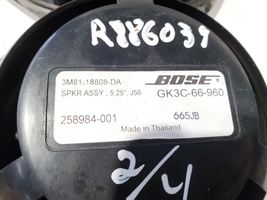 R886039
3M81-18808-DA
BOSE
SPKR ASSY ; 5.25", J56
GK3C-66-960
258984-001
665JB
Made in Thailand
2/4